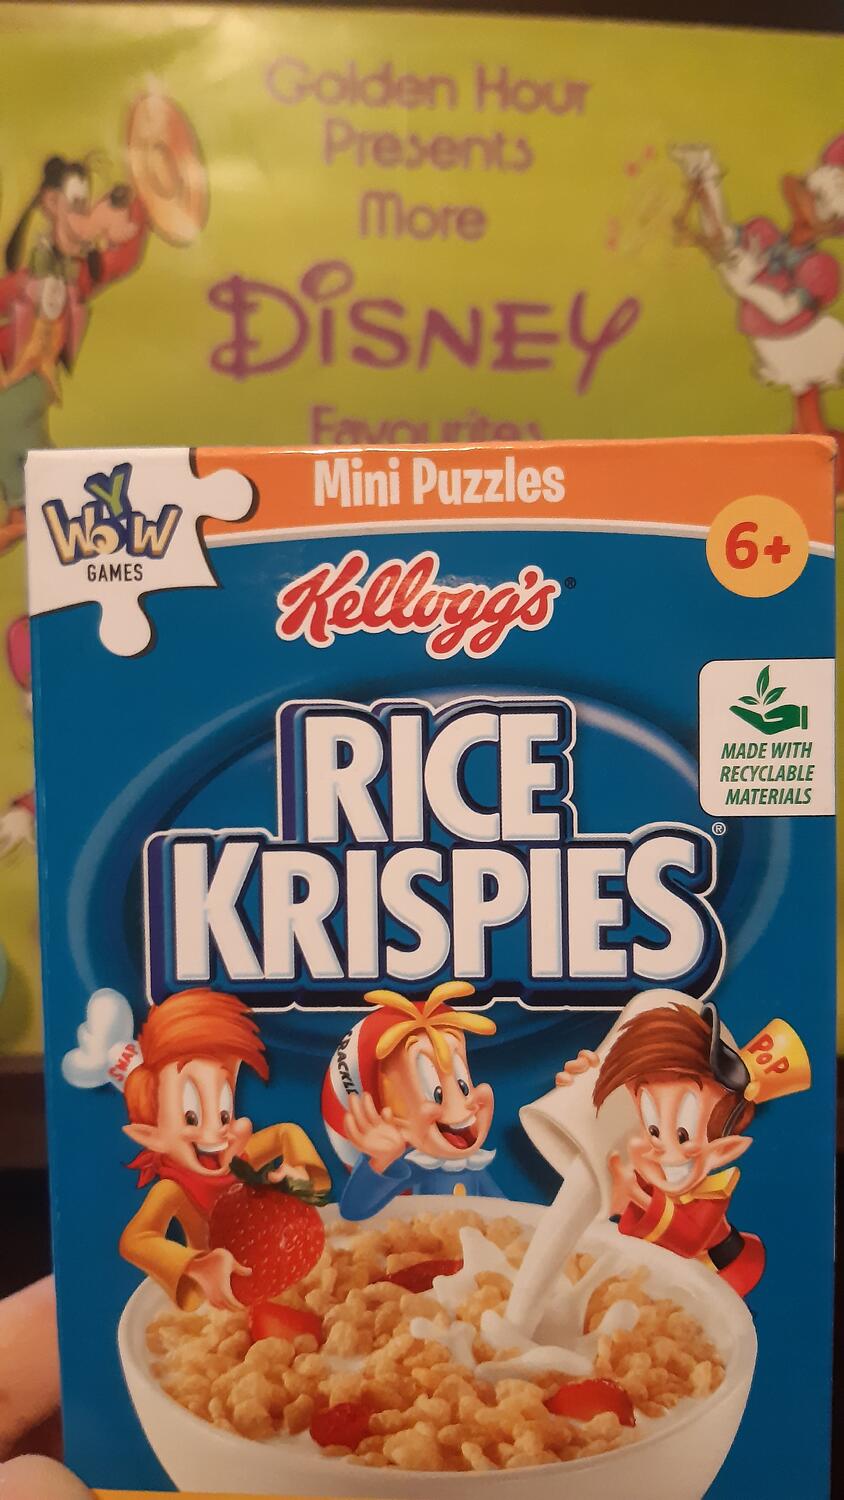 Golden Hour
Presents
More
DISNEY
Favourites
Mini Puzzles
WOWWOW
GAMES
6+
Kellogg's®
MADE WITH
RECYCLABLE
MATERIALS
RICE
KRISPIES®
SNAP
CRACKLE
POP